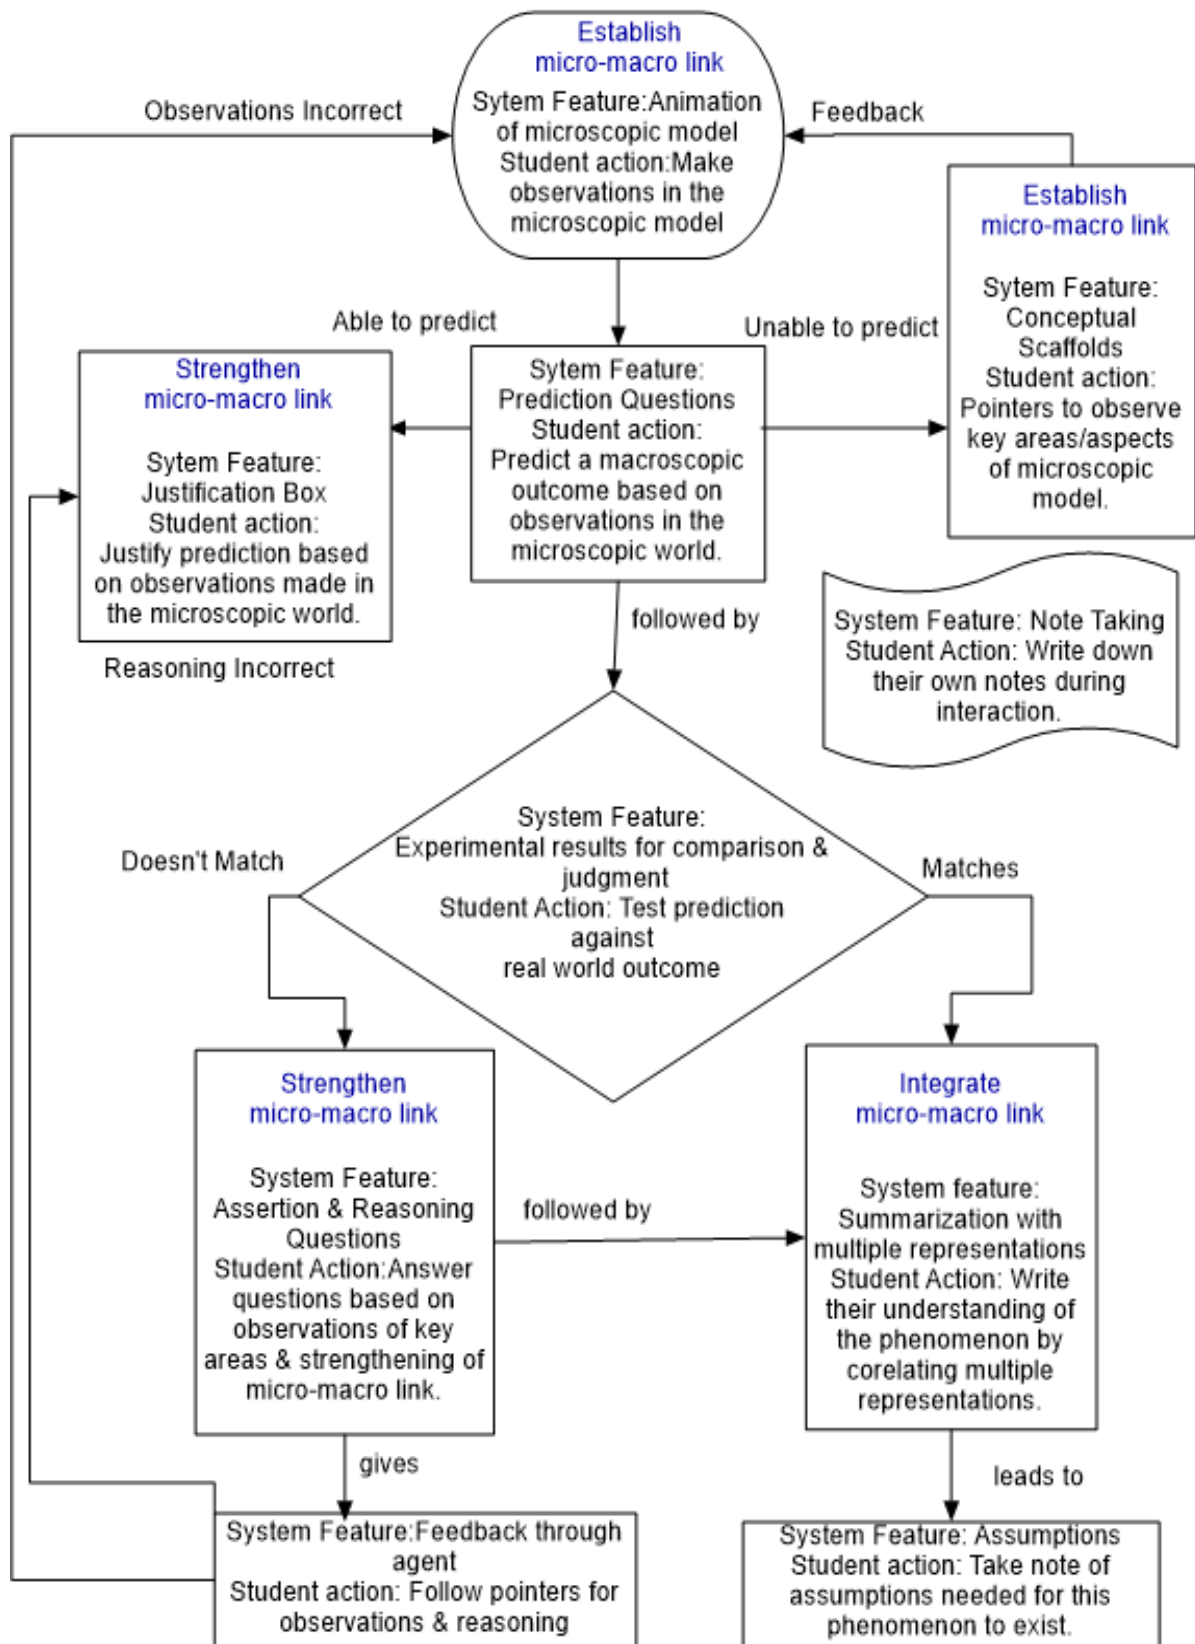 Establish
micro-macro link
Sytem Feature:Animation
of microscopic model
Student action:Make
observations in the
microscopic model
Observations Incorrect
Feedback
Establish
micro-macro link
Sytem Feature:
Conceptual
Scaffolds
Student action:
Pointers to observe
key areas/aspects
of microscopic
model.
Able to predict
Unable to predict
Strengthen
micro-macro link
Sytem Feature:
Justification Box
Student action:
Justify prediction based
on observations made in
the microscopic world.
Reasoning Incorrect
Sytem Feature:
Prediction Questions
Student action:
Predict a macroscopic
outcome based on
observations in the
microscopic world.
followed by
System Feature: Note Taking
Student Action: Write down
their own notes during
interaction.
System Feature:
Experimental results for comparison &
judgment
Student Action: Test prediction
against
real world outcome
Doesn't Match
Matches
Strengthen
micro-macro link
System Feature:
Assertion & Reasoning
Questions
Student Action:Answer
questions based on
observations of key
areas & strengthening of
micro-macro link.
followed by
Integrate
micro-macro link
System feature:
Summarization with
multiple representations
Student Action: Write
their understanding of
the phenomenon by
corelating multiple
representations.
gives
leads to
System Feature:Feedback through
agent
Student action: Follow pointers for
observations & reasoning
System Feature: Assumptions
Student action: Take note of
assumptions needed for this
phenomenon to exist.